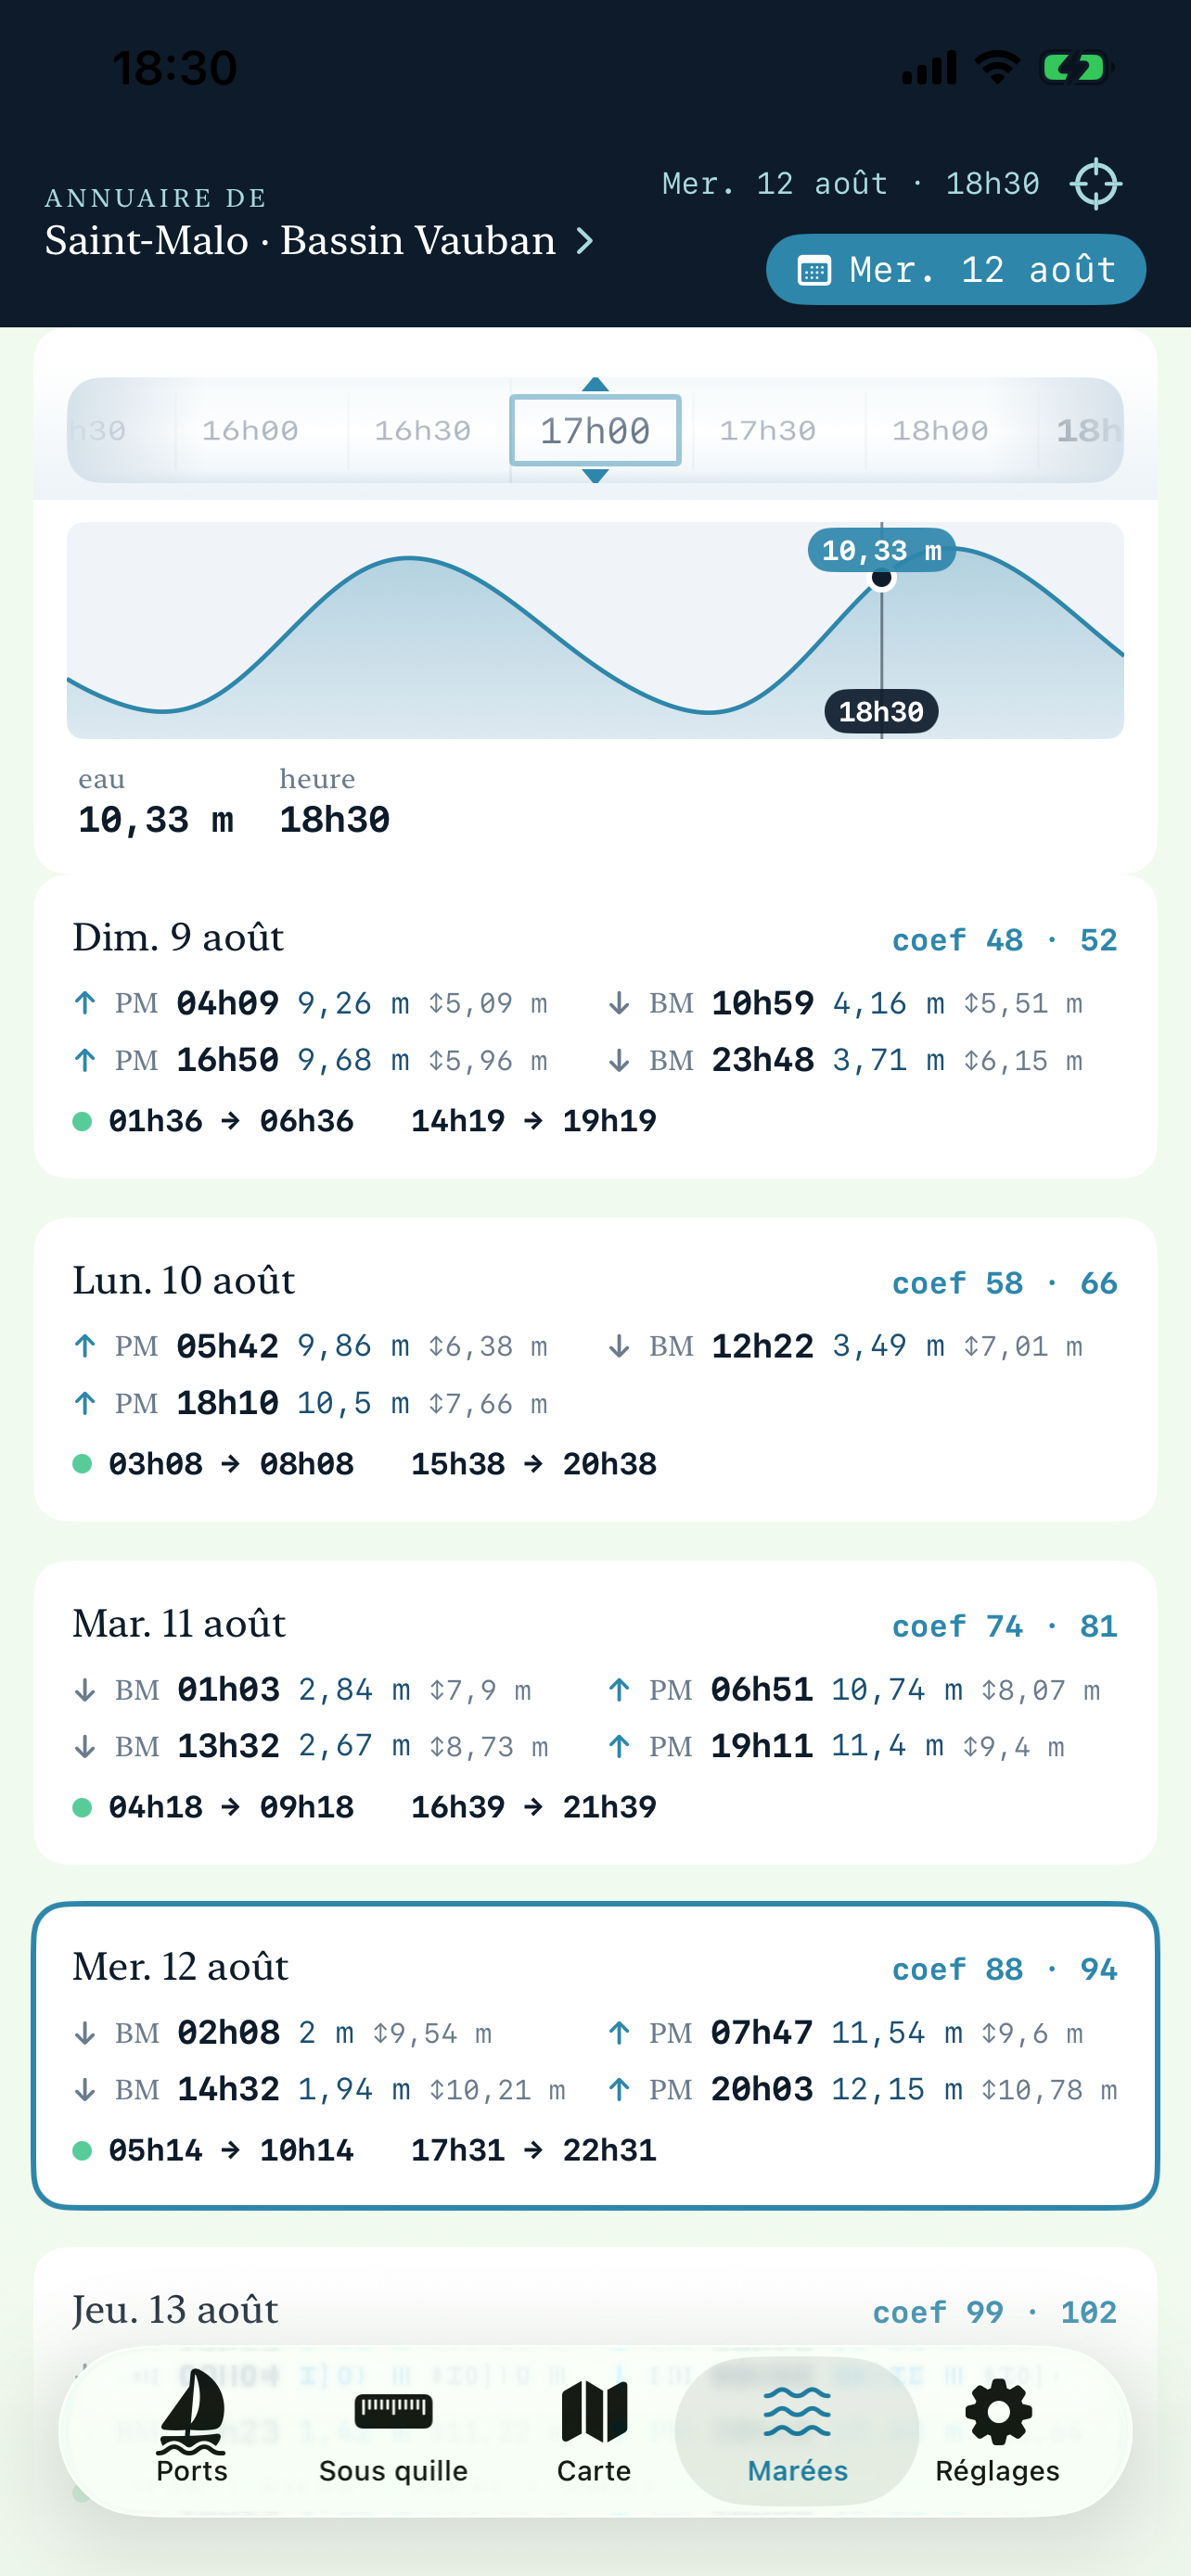 18:30
ANNUAIRE DE
Saint-Malo · Bassin Vauban
Mer. 12 août · 18h30
Mer. 12 août
h30 16h00 16h30 17h00 17h30 18h00 18h
10,33 m
18h30
eau heure
10,33 m 18h30
Dim. 9 août coef 48 · 52
↑ PM 04h09 9,26 m ↕5,09 m ↓ BM 10h59 4,16 m ↕5,51 m
↑ PM 16h50 9,68 m ↕5,96 m ↓ BM 23h48 3,71 m ↕6,15 m
01h36 → 06h36 14h19 → 19h19
Lun. 10 août coef 58 · 66
↑ PM 05h42 9,86 m ↕6,38 m ↓ BM 12h22 3,49 m ↕7,01 m
↑ PM 18h10 10,5 m ↕7,66 m
03h08 → 08h08 15h38 → 20h38
Mar. 11 août coef 74 · 81
↓ BM 01h03 2,84 m ↕7,9 m ↑ PM 06h51 10,74 m ↕8,07 m
↓ BM 13h32 2,67 m ↕8,73 m ↑ PM 19h11 11,4 m ↕9,4 m
04h18 → 09h18 16h39 → 21h39
Mer. 12 août coef 88 · 94
↓ BM 02h08 2 m ↕9,54 m ↑ PM 07h47 11,54 m ↕9,6 m
↓ BM 14h32 1,94 m ↕10,21 m ↑ PM 20h03 12,15 m ↕10,78 m
05h14 → 10h14 17h31 → 22h31
Jeu. 13 août coef 99 · 102
Ports Sous quille Carte Marées Réglages